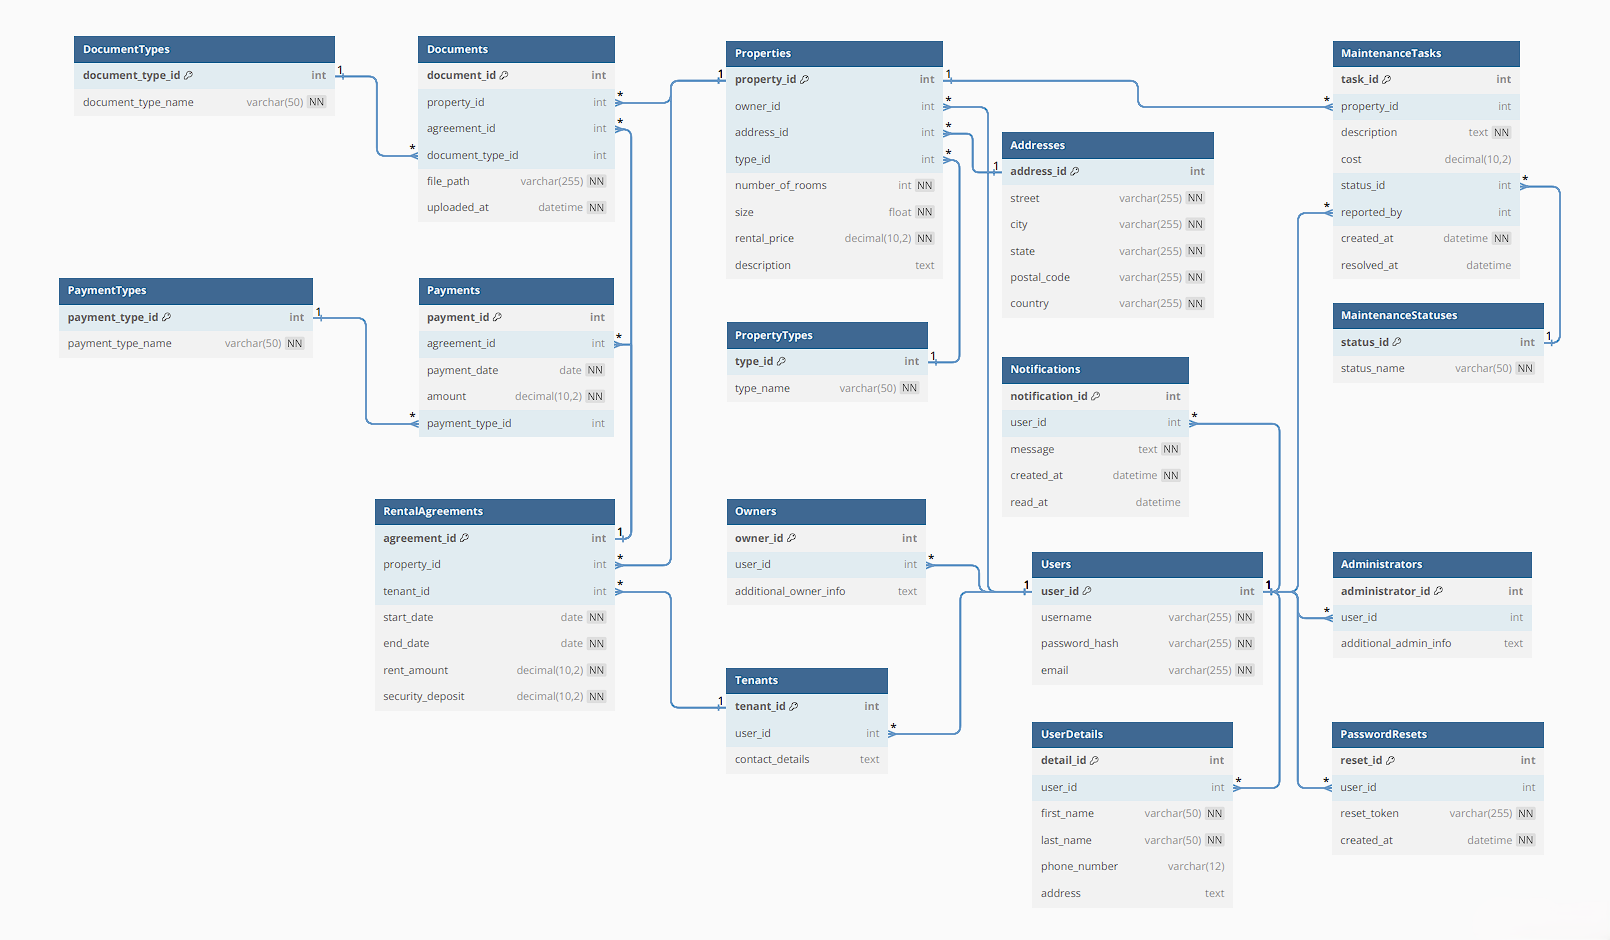 DocumentTypes
document_type_id int
document_type_name varchar(50) NN
1
*
Documents
document_id int
property_id int
*
agreement_id int
*
document_type_id int
file_path varchar(255) NN
uploaded_at datetime NN
Properties
1
property_id int
1
owner_id int
*
address_id int
*
type_id int
*
number_of_rooms int NN
size float NN
rental_price decimal(10,2) NN
description text
Addresses
1
address_id int
street varchar(255) NN
city varchar(255) NN
state varchar(255) NN
postal_code varchar(255) NN
country varchar(255) NN
MaintenanceTasks
task_id int
*
property_id int
description text NN
cost decimal(10,2)
status_id int
*
*
reported_by int
created_at datetime NN
resolved_at datetime
PaymentTypes
payment_type_id int
1
payment_type_name varchar(50) NN
Payments
payment_id int
agreement_id int
*
payment_date date NN
amount decimal(10,2) NN
*
payment_type_id int
PropertyTypes
type_id int
1
type_name varchar(50) NN
MaintenanceStatuses
status_id int
1
status_name varchar(50) NN
Notifications
notification_id int
user_id int
*
message text NN
created_at datetime NN
read_at datetime
RentalAgreements
agreement_id int
1
property_id int
*
tenant_id int
*
start_date date NN
end_date date NN
rent_amount decimal(10,2) NN
security_deposit decimal(10,2) NN
Owners
owner_id int
user_id int
*
additional_owner_info text
Users
1
user_id int
1
username varchar(255) NN
password_hash varchar(255) NN
email varchar(255) NN
Administrators
administrator_id int
*
user_id int
additional_admin_info text
Tenants
1
tenant_id int
user_id int
*
contact_details text
UserDetails
detail_id int
user_id int
*
first_name varchar(50) NN
last_name varchar(50) NN
phone_number varchar(12)
address text
PasswordResets
reset_id int
*
user_id int
reset_token varchar(255) NN
created_at datetime NN